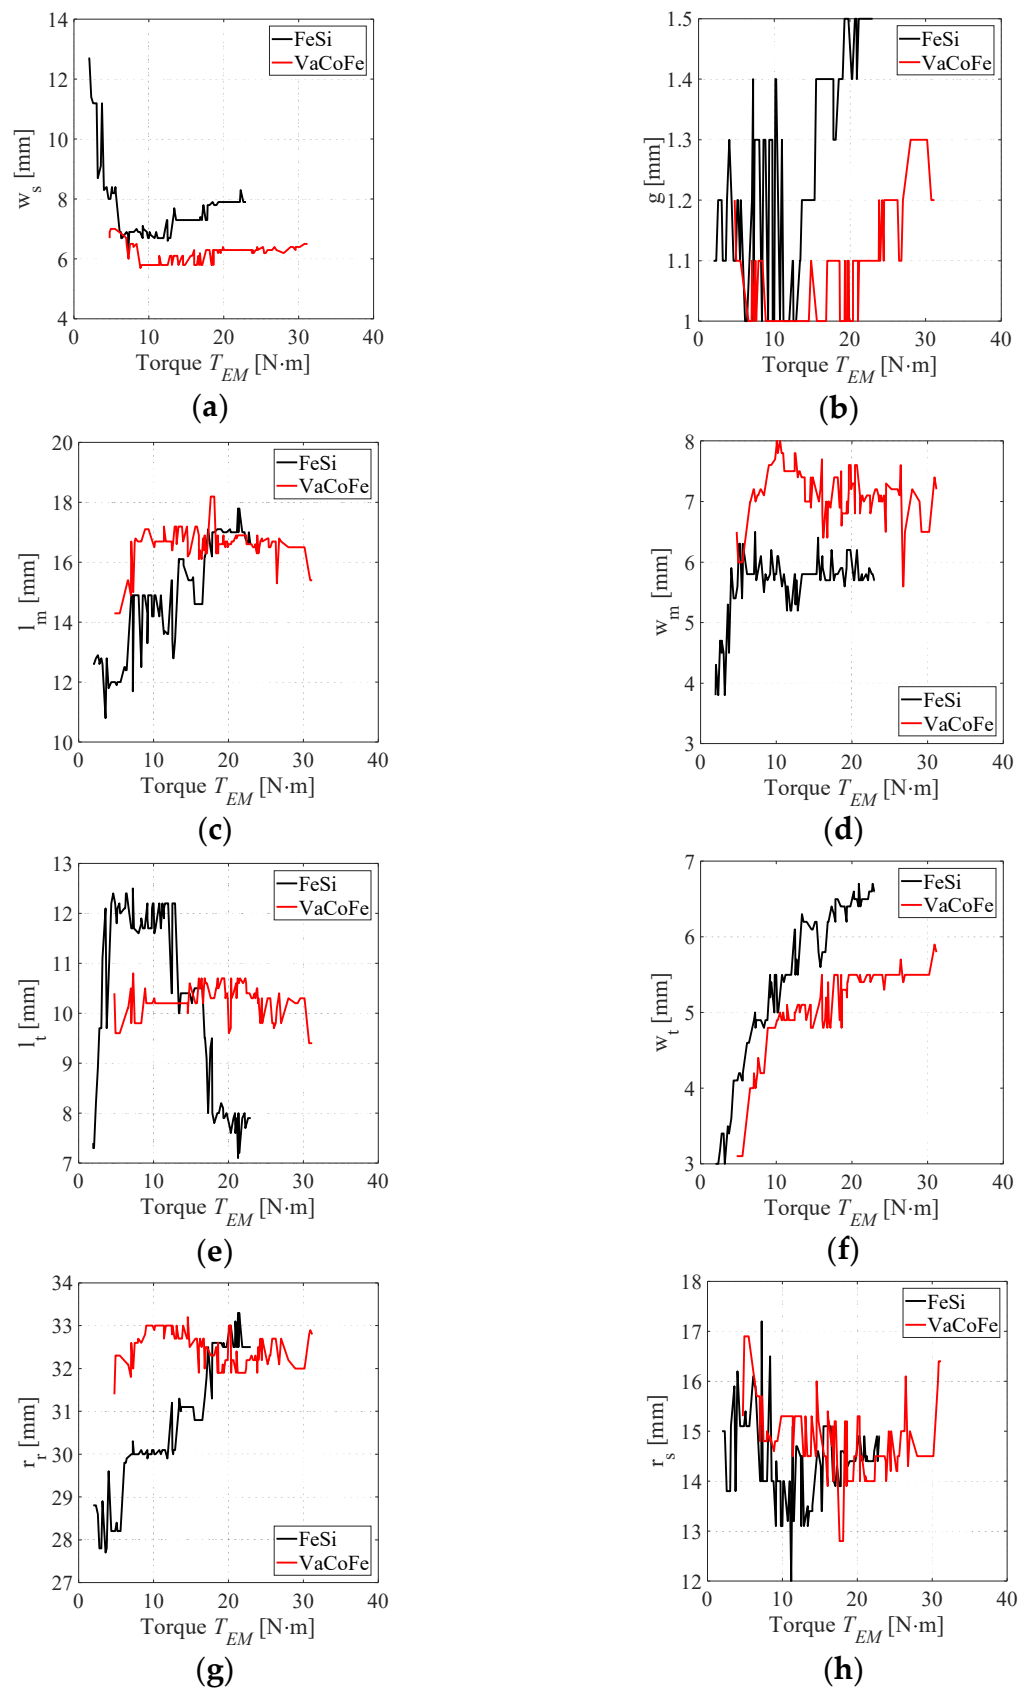 14
12
10
8
6
4
0
10
20
30
40
w_s [mm]
Torque T_EM [N·m]
FeSi
VaCoFe
(a)
1.5
1.4
1.3
1.2
1.1
1
0
10
20
30
40
g [mm]
Torque T_EM [N·m]
FeSi
VaCoFe
(b)
20
18
16
14
12
10
0
10
20
30
40
l_m [mm]
Torque T_EM [N·m]
FeSi
VaCoFe
(c)
8
7
6
5
4
3
0
10
20
30
40
w_m [mm]
Torque T_EM [N·m]
FeSi
VaCoFe
(d)
13
12
11
10
9
8
7
0
10
20
30
40
l_t [mm]
Torque T_EM [N·m]
FeSi
VaCoFe
(e)
7
6
5
4
3
0
10
20
30
40
w_t [mm]
Torque T_EM [N·m]
FeSi
VaCoFe
(f)
34
33
32
31
30
29
28
27
0
10
20
30
40
r_r [mm]
Torque T_EM [N·m]
FeSi
VaCoFe
(g)
18
17
16
15
14
13
12
0
10
20
30
40
r_s [mm]
Torque T_EM [N·m]
FeSi
VaCoFe
(h)